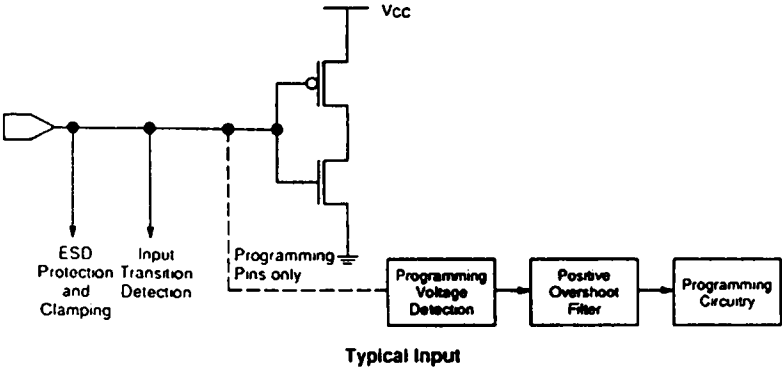 Vcc
ESD
Protection
and
Clamping
Input
Transition
Detection
Programming
Pins only
Programming
Voltage
Detection
Positive
Overshoot
Filter
Programming
Circuitry
Typical Input